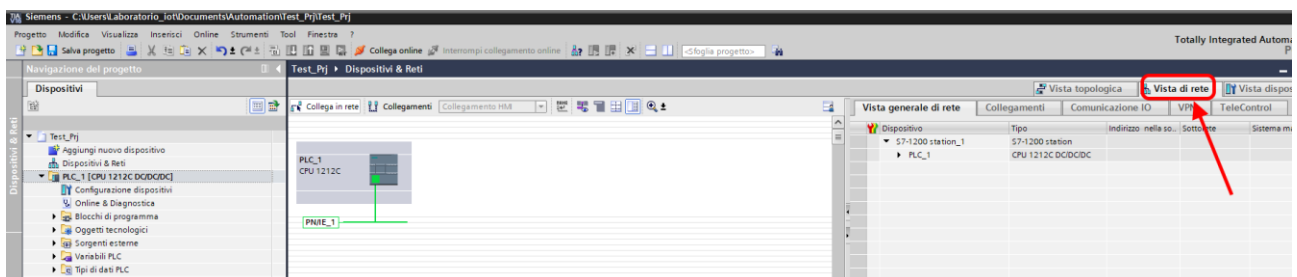 Siemens - C:\Users\Laboratorio_iot\Documents\Automation\Test_Prj\Test_Prj
Progetto Modifica Visualizza Inserisci Online Strumenti Tool Finestra ?
Totally Integrated Automa
Salva progetto Collega online Interrompi collegamento online <Sfoglia progetto>
P
Navigazione del progetto
Test_Prj Dispositivi & Reti
Dispositivi
Vista topologica Vista di rete Vista dispos
Collega in rete Collegamenti Collegamento HMI
Vista generale di rete Collegamenti Comunicazione IO VPN TeleControl
Dispositivi & Reti
Test_Prj
Aggiungi nuovo dispositivo
Dispositivi & Reti
PLC_1 [CPU 1212C DC/DC/DC]
Configurazione dispositivi
Online & Diagnostica
Blocchi di programma
Oggetti tecnologici
Sorgenti esterne
Variabili PLC
Tipi di dati PLC
PLC_1
CPU 1212C
PN/IE_1
Dispositivo Tipo Indirizzo nella so... Sottorete Sistema ma
S7-1200 station_1 S7-1200 station
PLC_1 CPU 1212C DC/DC/DC